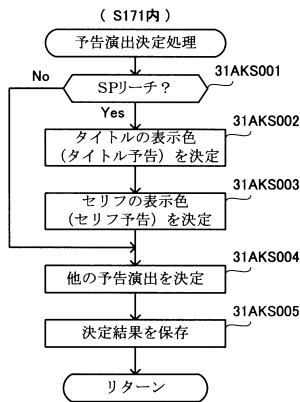 ( S171内 )
予告演出決定処理
No
SPリーチ?
31AKS001
Yes
31AKS002
タイトルの表示色
(タイトル予告)を決定
31AKS003
セリフの表示色
(セリフ予告)を決定
31AKS004
他の予告演出を決定
31AKS005
決定結果を保存
リターン